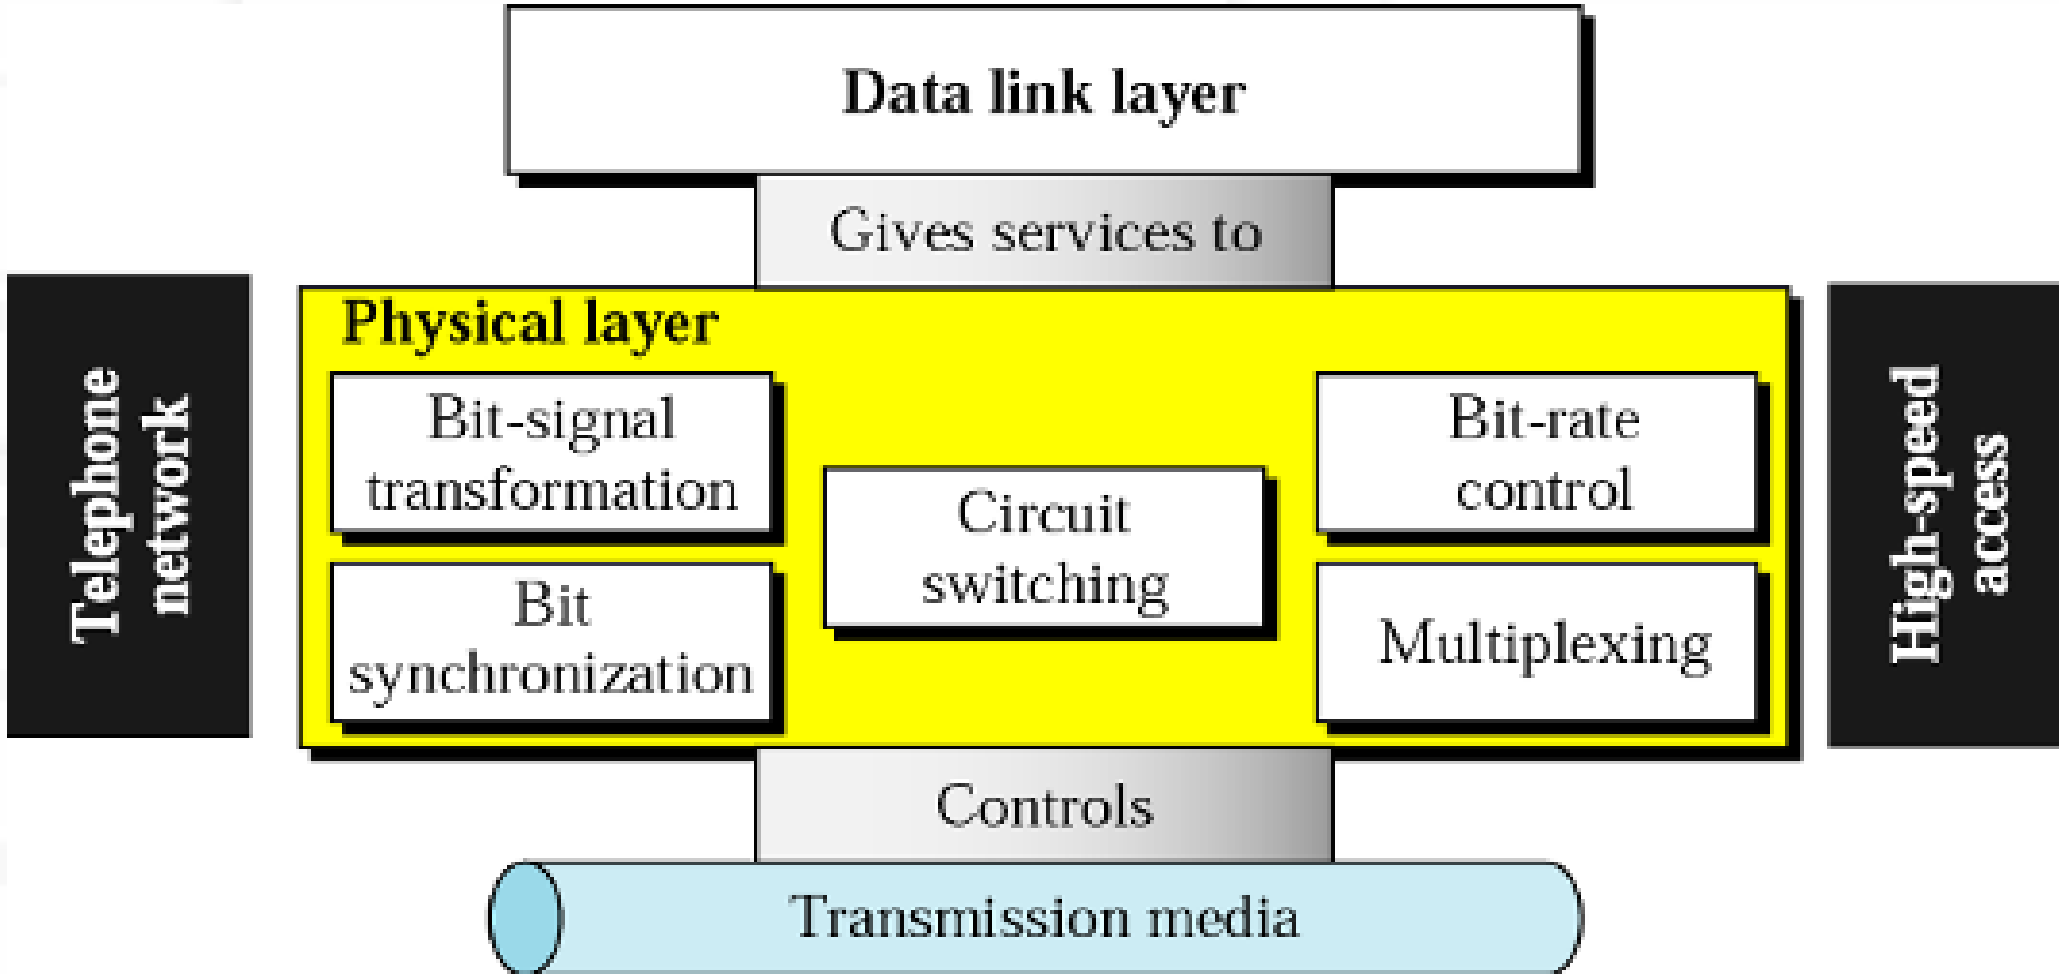 Data link layer
Gives services to
Telephone
network
Physical layer
Bit-signal
transformation
Bit
synchronization
Circuit
switching
Bit-rate
control
Multiplexing
High-speed
access
Controls
Transmission media